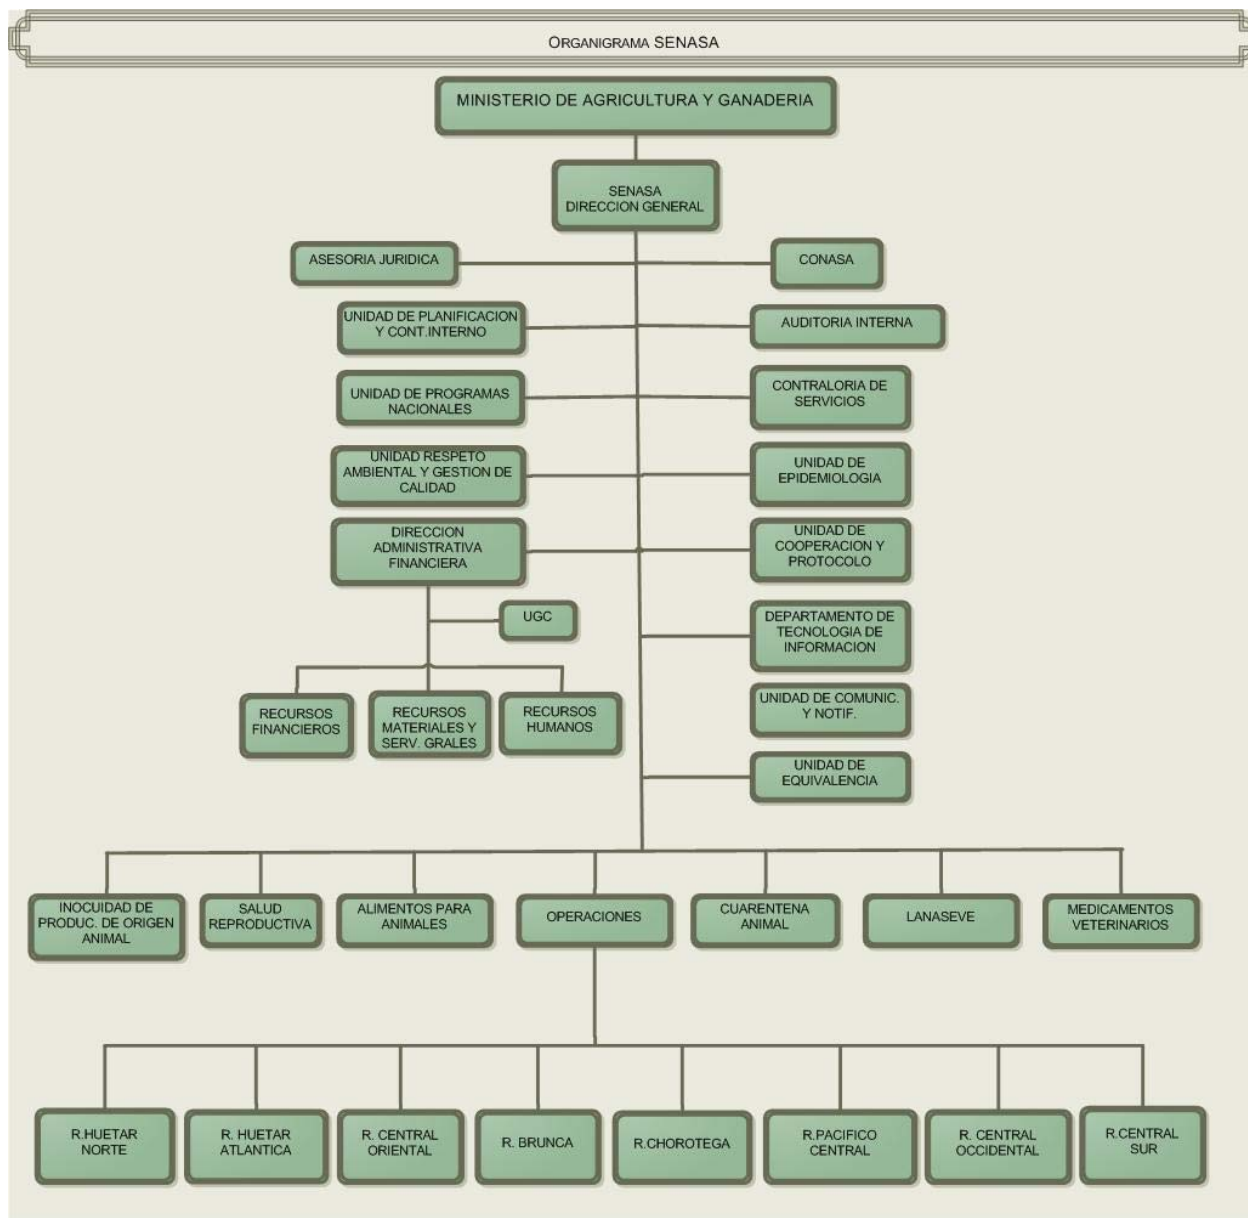 ORGANIGRAMA SENASA
MINISTERIO DE AGRICULTURA Y GANADERIA
SENASA
DIRECCION GENERAL
ASESORIA JURIDICA
CONASA
UNIDAD DE PLANIFICACION
Y CONT.INTERNO
AUDITORIA INTERNA
UNIDAD DE PROGRAMAS
NACIONALES
CONTRALORIA DE
SERVICIOS
UNIDAD RESPETO
AMBIENTAL Y GESTION DE
CALIDAD
UNIDAD DE
EPIDEMIOLOGIA
DIRECCION
ADMINISTRATIVA
FINANCIERA
UNIDAD DE
COOPERACION Y
PROTOCOLO
UGC
DEPARTAMENTO DE
TECNOLOGIA DE
INFORMACION
RECURSOS
FINANCIEROS
RECURSOS
MATERIALES Y
SERV. GRALES
RECURSOS
HUMANOS
UNIDAD DE COMUNIC.
Y NOTIF.
UNIDAD DE
EQUIVALENCIA
INOCUIDAD DE
PRODUC. DE ORIGEN
ANIMAL
SALUD
REPRODUCTIVA
ALIMENTOS PARA
ANIMALES
OPERACIONES
CUARENTENA
ANIMAL
LANASEVE
MEDICAMENTOS
VETERINARIOS
R.HUETAR
NORTE
R. HUETAR
ATLANTICA
R. CENTRAL
ORIENTAL
R. BRUNCA
R.CHOROTEGA
R.PACIFICO
CENTRAL
R. CENTRAL
OCCIDENTAL
R.CENTRAL
SUR